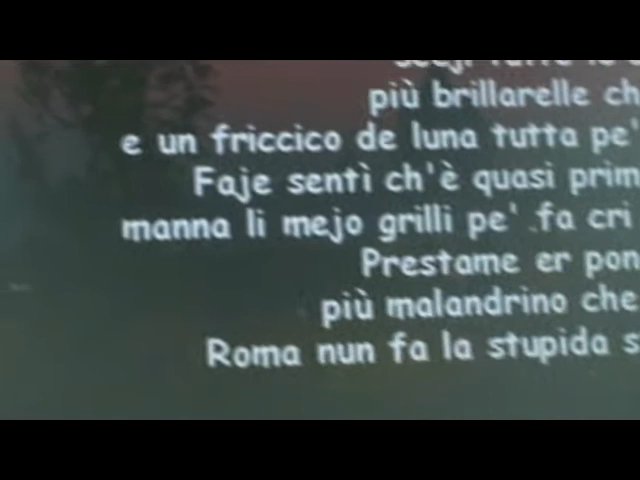 più brillarelle ch
e un friccico de luna tutta pe'
Faje sentì ch'è quasi prim
manna li mejo grilli pe' fa cri
Prestame er pon
più malandrino che
Roma nun fa la stupida s